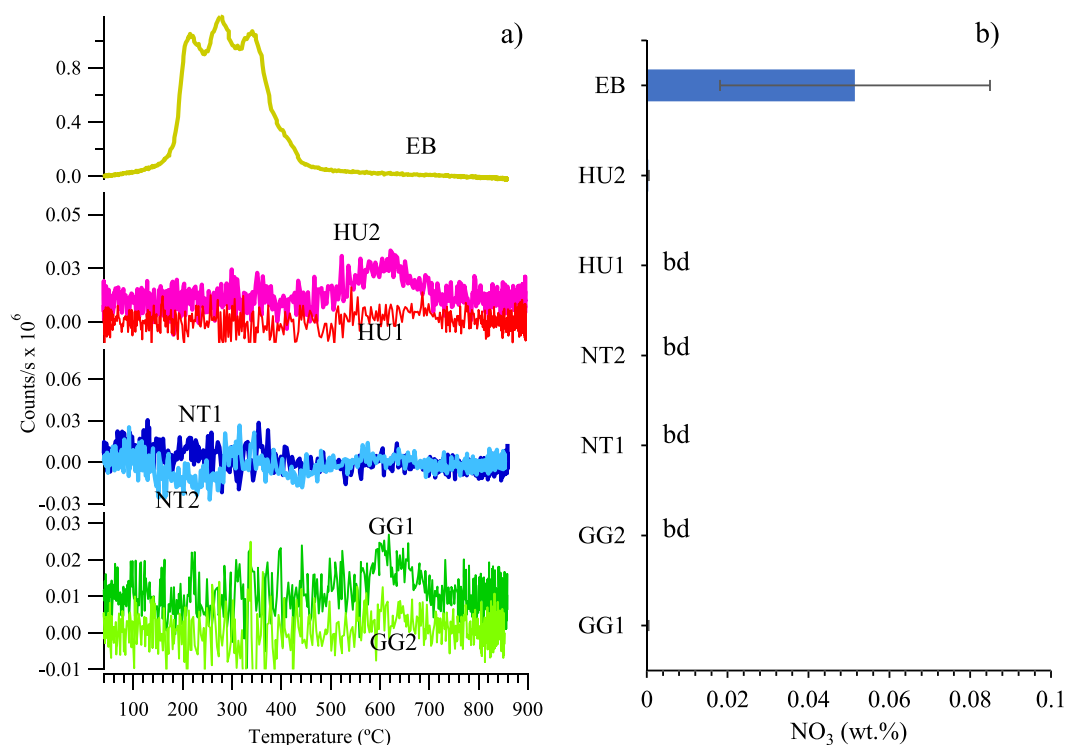 a)
0.8
0.4
0.0
EB
0.05
0.03
0.00
HU2
HU1
Counts/s x 10⁶
0.06
0.03
0.00
-0.03
NT1
NT2
0.03
0.02
0.01
0.00
-0.01
GG1
GG2
100 200 300 400 500 600 700 800 900
Temperature (ºC)
b)
EB
HU2
HU1 bd
NT2 bd
NT1 bd
GG2 bd
GG1
0 0.02 0.04 0.06 0.08 0.1
NO₃ (wt.%)